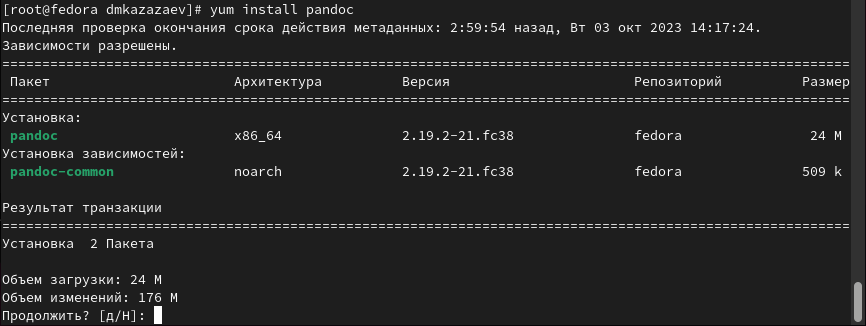 [root@fedora dmkazazaev]# yum install pandoc
Последняя проверка окончания срока действия метаданных: 2:59:54 назад, Вт 03 окт 2023 14:17:24.
Зависимости разрешены.
==========================================================================================================
Пакет Архитектура Версия Репозиторий Размер
==========================================================================================================
Установка:
pandoc x86_64 2.19.2-21.fc38 fedora 24 M
Установка зависимостей:
pandoc-common noarch 2.19.2-21.fc38 fedora 509 k
Результат транзакции
==========================================================================================================
Установка 2 Пакета
Объем загрузки: 24 M
Объем изменений: 176 M
Продолжить? [д/Н]: